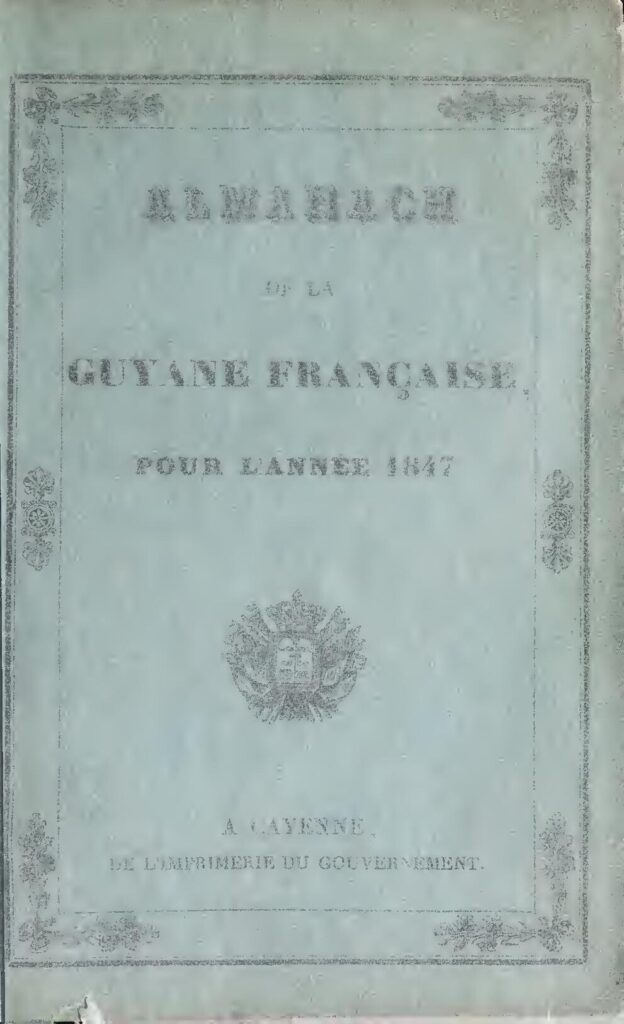 ALMANACH
DE LA
GUYANE FRANÇAISE,
POUR L'ANNÉE 1847
A CAYENNE,
DE L'IMPRIMERIE DU GOUVERNEMENT.